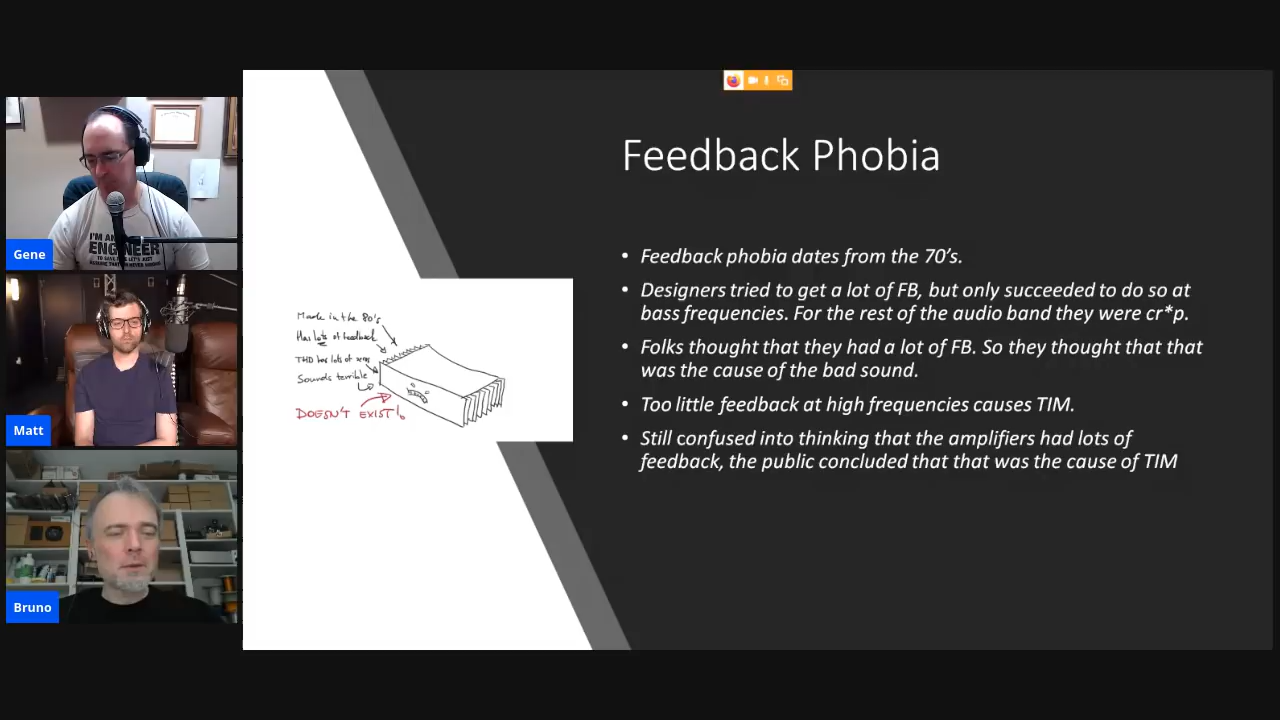 Feedback Phobia
• Feedback phobia dates from the 70's.
• Designers tried to get a lot of FB, but only succeeded to do so at
bass frequencies. For the rest of the audio band they were cr*p.
• Folks thought that they had a lot of FB. So they thought that that
was the cause of the bad sound.
• Too little feedback at high frequencies causes TIM.
• Still confused into thinking that the amplifiers had lots of
feedback, the public concluded that that was the cause of TIM
Made in the 80's
Has lots of feedback
THD has lots of zeros
Sounds terrible
DOESN'T EXIST!
Gene
I'M AN
ENGINEER
Matt
Bruno